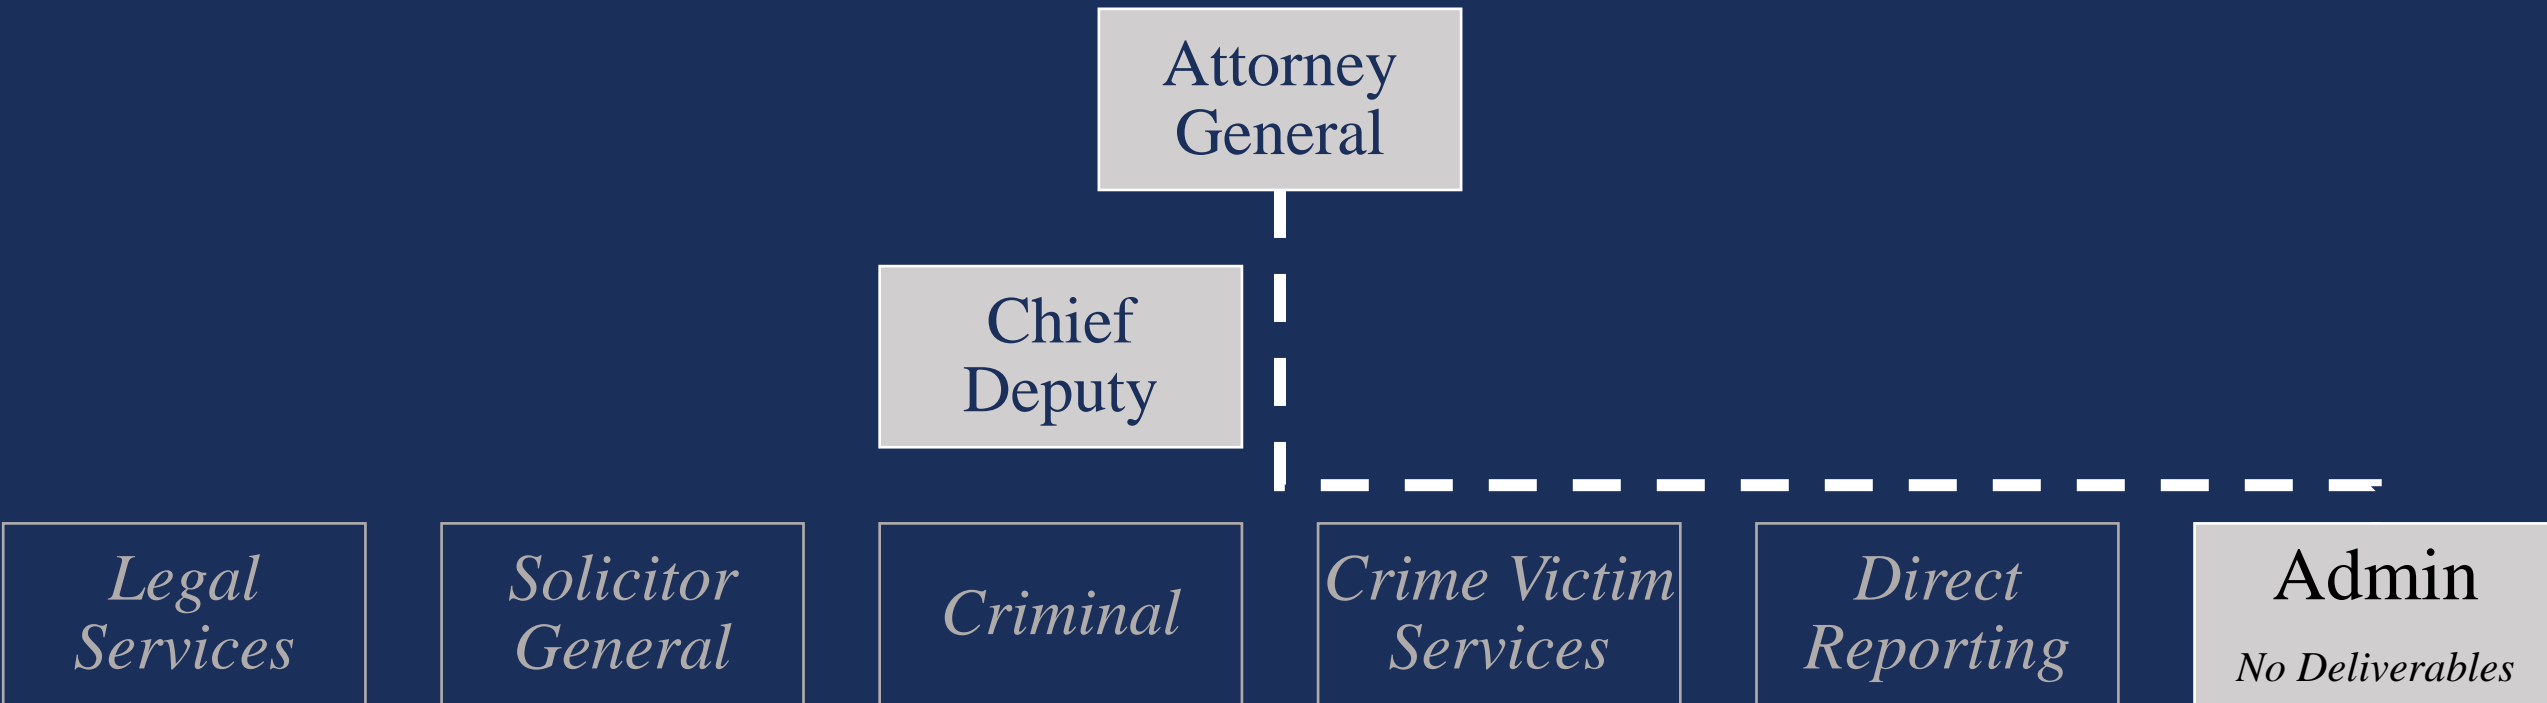 Attorney
General
Chief
Deputy
Legal
Services
Solicitor
General
Criminal
Crime Victim
Services
Direct
Reporting
Admin
No Deliverables